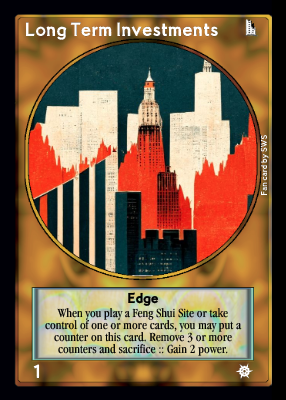 Long Term Investments
Fan card by SWS
Edge
When you play a Feng Shui Site or take
control of one or more cards, you may put a
counter on this card. Remove 3 or more
counters and sacrifice :: Gain 2 power.
1